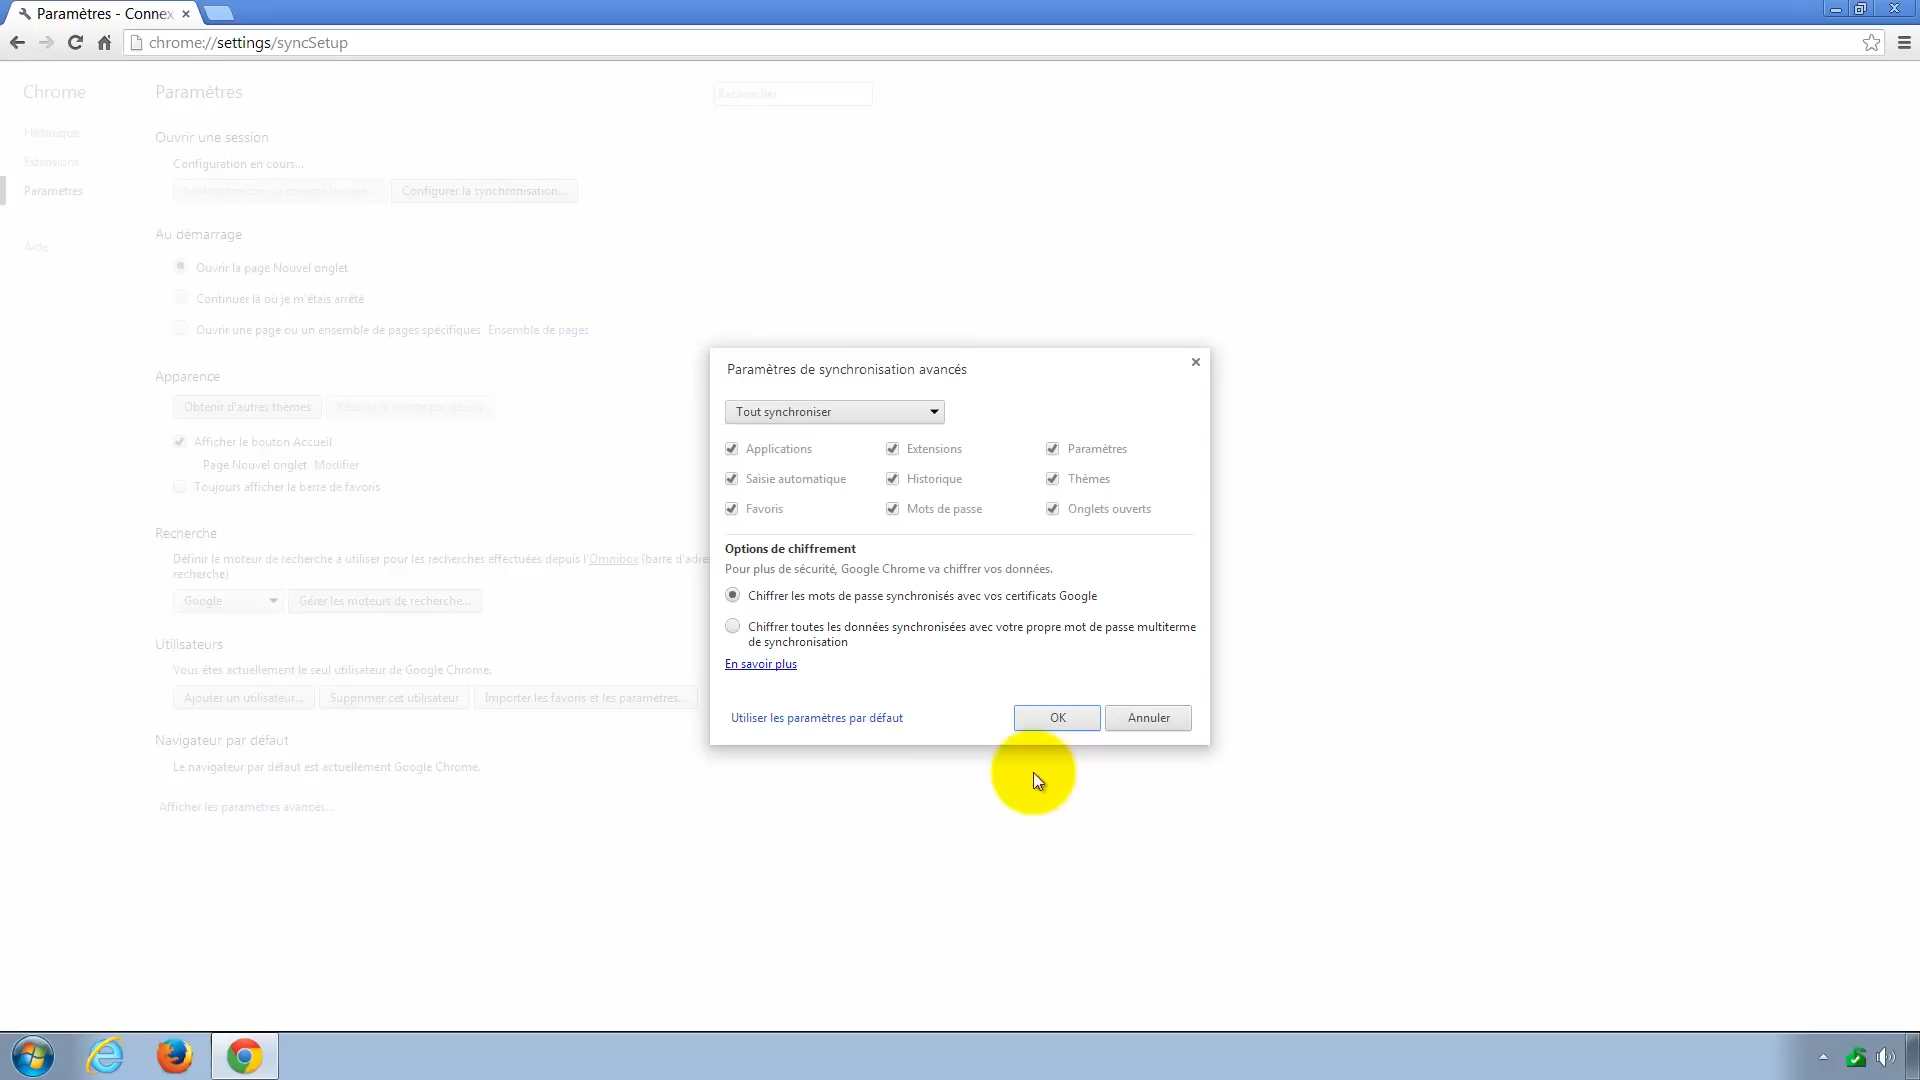 Paramètres - Connex
chrome://settings/syncSetup
Chrome
Paramètres
Rechercher
Historique
Ouvrir une session
Extensions
Configuration en cours...
Paramètres
Configurer la synchronisation...
Aide
Au démarrage
Ouvrir la page Nouvel onglet
Continuer là où je m'étais arrêté
Ouvrir une page ou un ensemble de pages spécifiques Ensemble de pages
Apparence
Obtenir d'autres thèmes
Réinitialiser le thème par défaut
Afficher le bouton Accueil
Page Nouvel onglet Modifier
Toujours afficher la barre de favoris
Recherche
Définir le moteur de recherche à utiliser pour les recherches effectuées depuis l'Omnibox (barre d'adres
recherche)
Google
Gérer les moteurs de recherche...
Utilisateurs
Vous êtes actuellement le seul utilisateur de Google Chrome.
Ajouter un utilisateur...
Supprimer cet utilisateur
Importer les favoris et les paramètres...
Navigateur par défaut
Le navigateur par défaut est actuellement Google Chrome.
Afficher les paramètres avancés...
Paramètres de synchronisation avancés
Tout synchroniser
Applications
Extensions
Paramètres
Saisie automatique
Historique
Thèmes
Favoris
Mots de passe
Onglets ouverts
Options de chiffrement
Pour plus de sécurité, Google Chrome va chiffrer vos données.
Chiffrer les mots de passe synchronisés avec vos certificats Google
Chiffrer toutes les données synchronisées avec votre propre mot de passe multiterme
de synchronisation
En savoir plus
Utiliser les paramètres par défaut
OK
Annuler